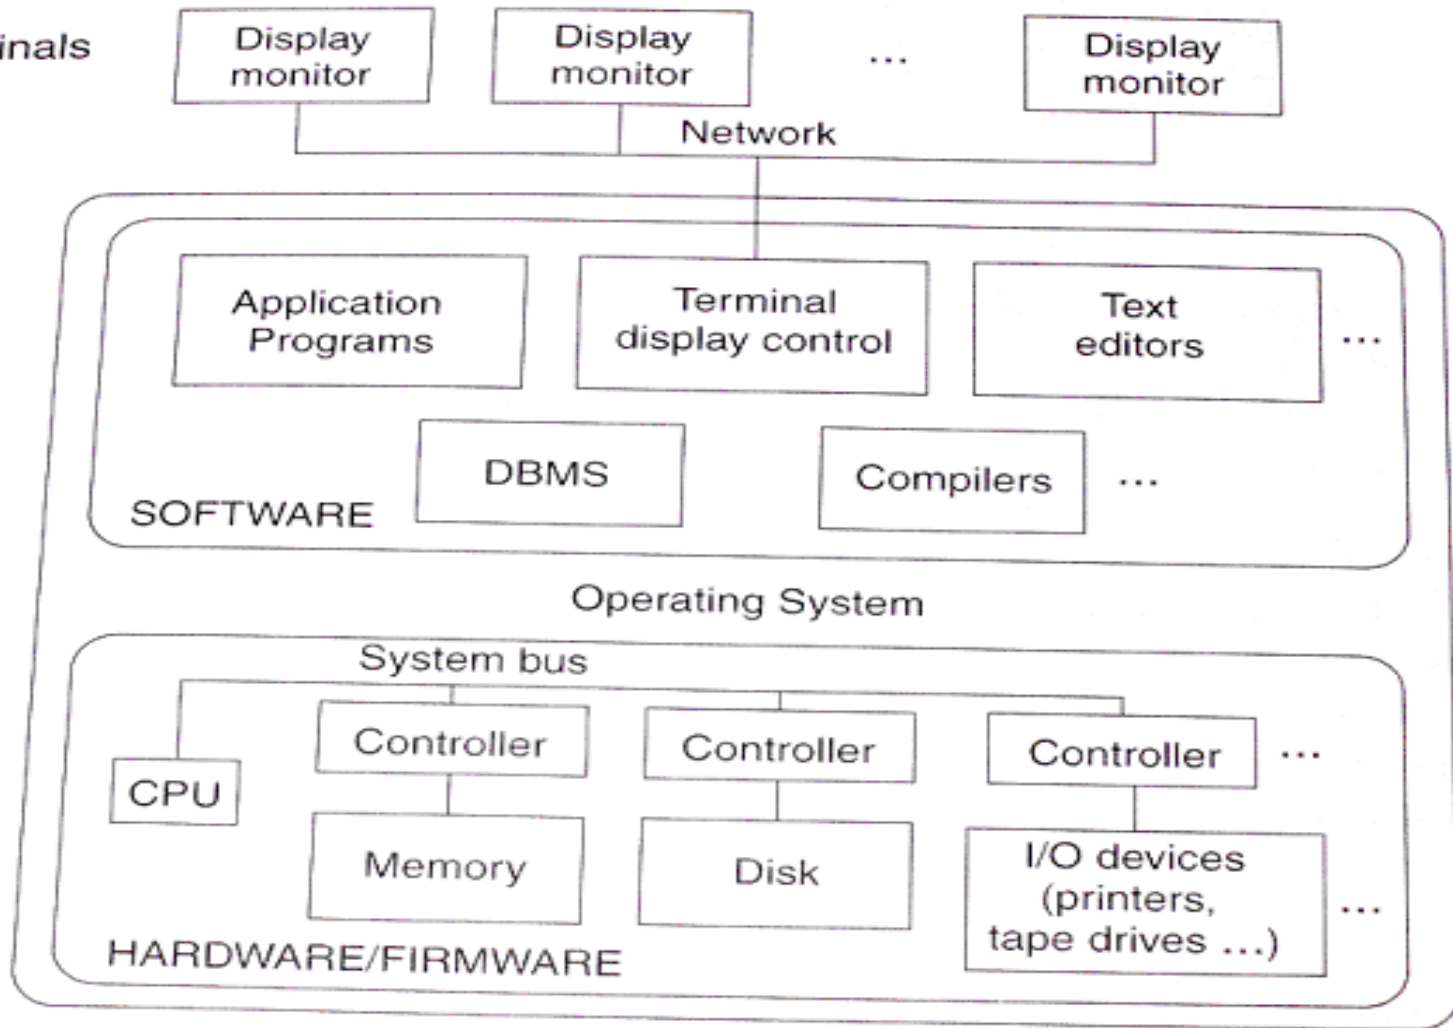 inals
Display
monitor
Display
monitor
...
Display
monitor
Network
Application
Programs
Terminal
display control
Text
editors
...
DBMS
Compilers
...
SOFTWARE
Operating System
System bus
CPU
Controller
Controller
Controller
...
Memory
Disk
I/O devices
(printers,
tape drives ...)
...
HARDWARE/FIRMWARE